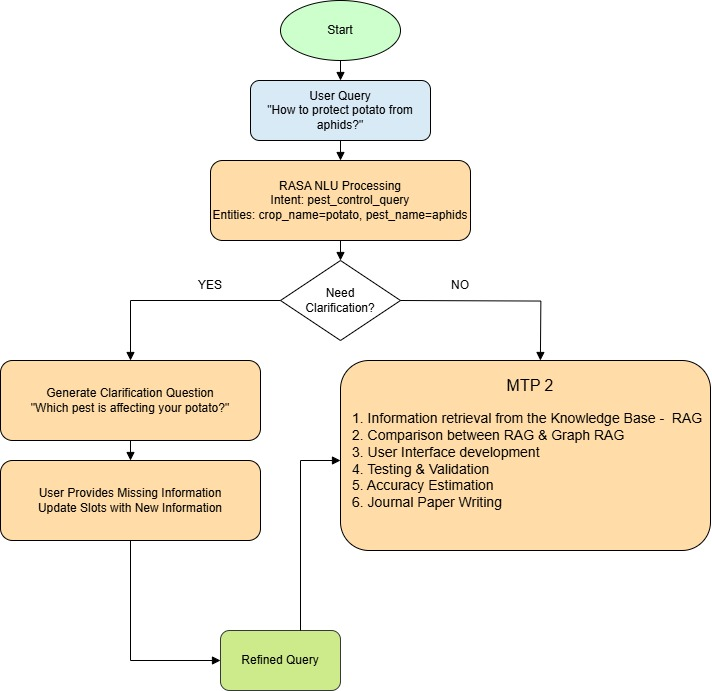 Start
User Query
"How to protect potato from
aphids?"
RASA NLU Processing
Intent: pest_control_query
Entities: crop_name=potato, pest_name=aphids
Need
Clarification?
YES
NO
Generate Clarification Question
"Which pest is affecting your potato?"
User Provides Missing Information
Update Slots with New Information
Refined Query
MTP 2
1. Information retrieval from the Knowledge Base - RAG
2. Comparison between RAG & Graph RAG
3. User Interface development
4. Testing & Validation
5. Accuracy Estimation
6. Journal Paper Writing